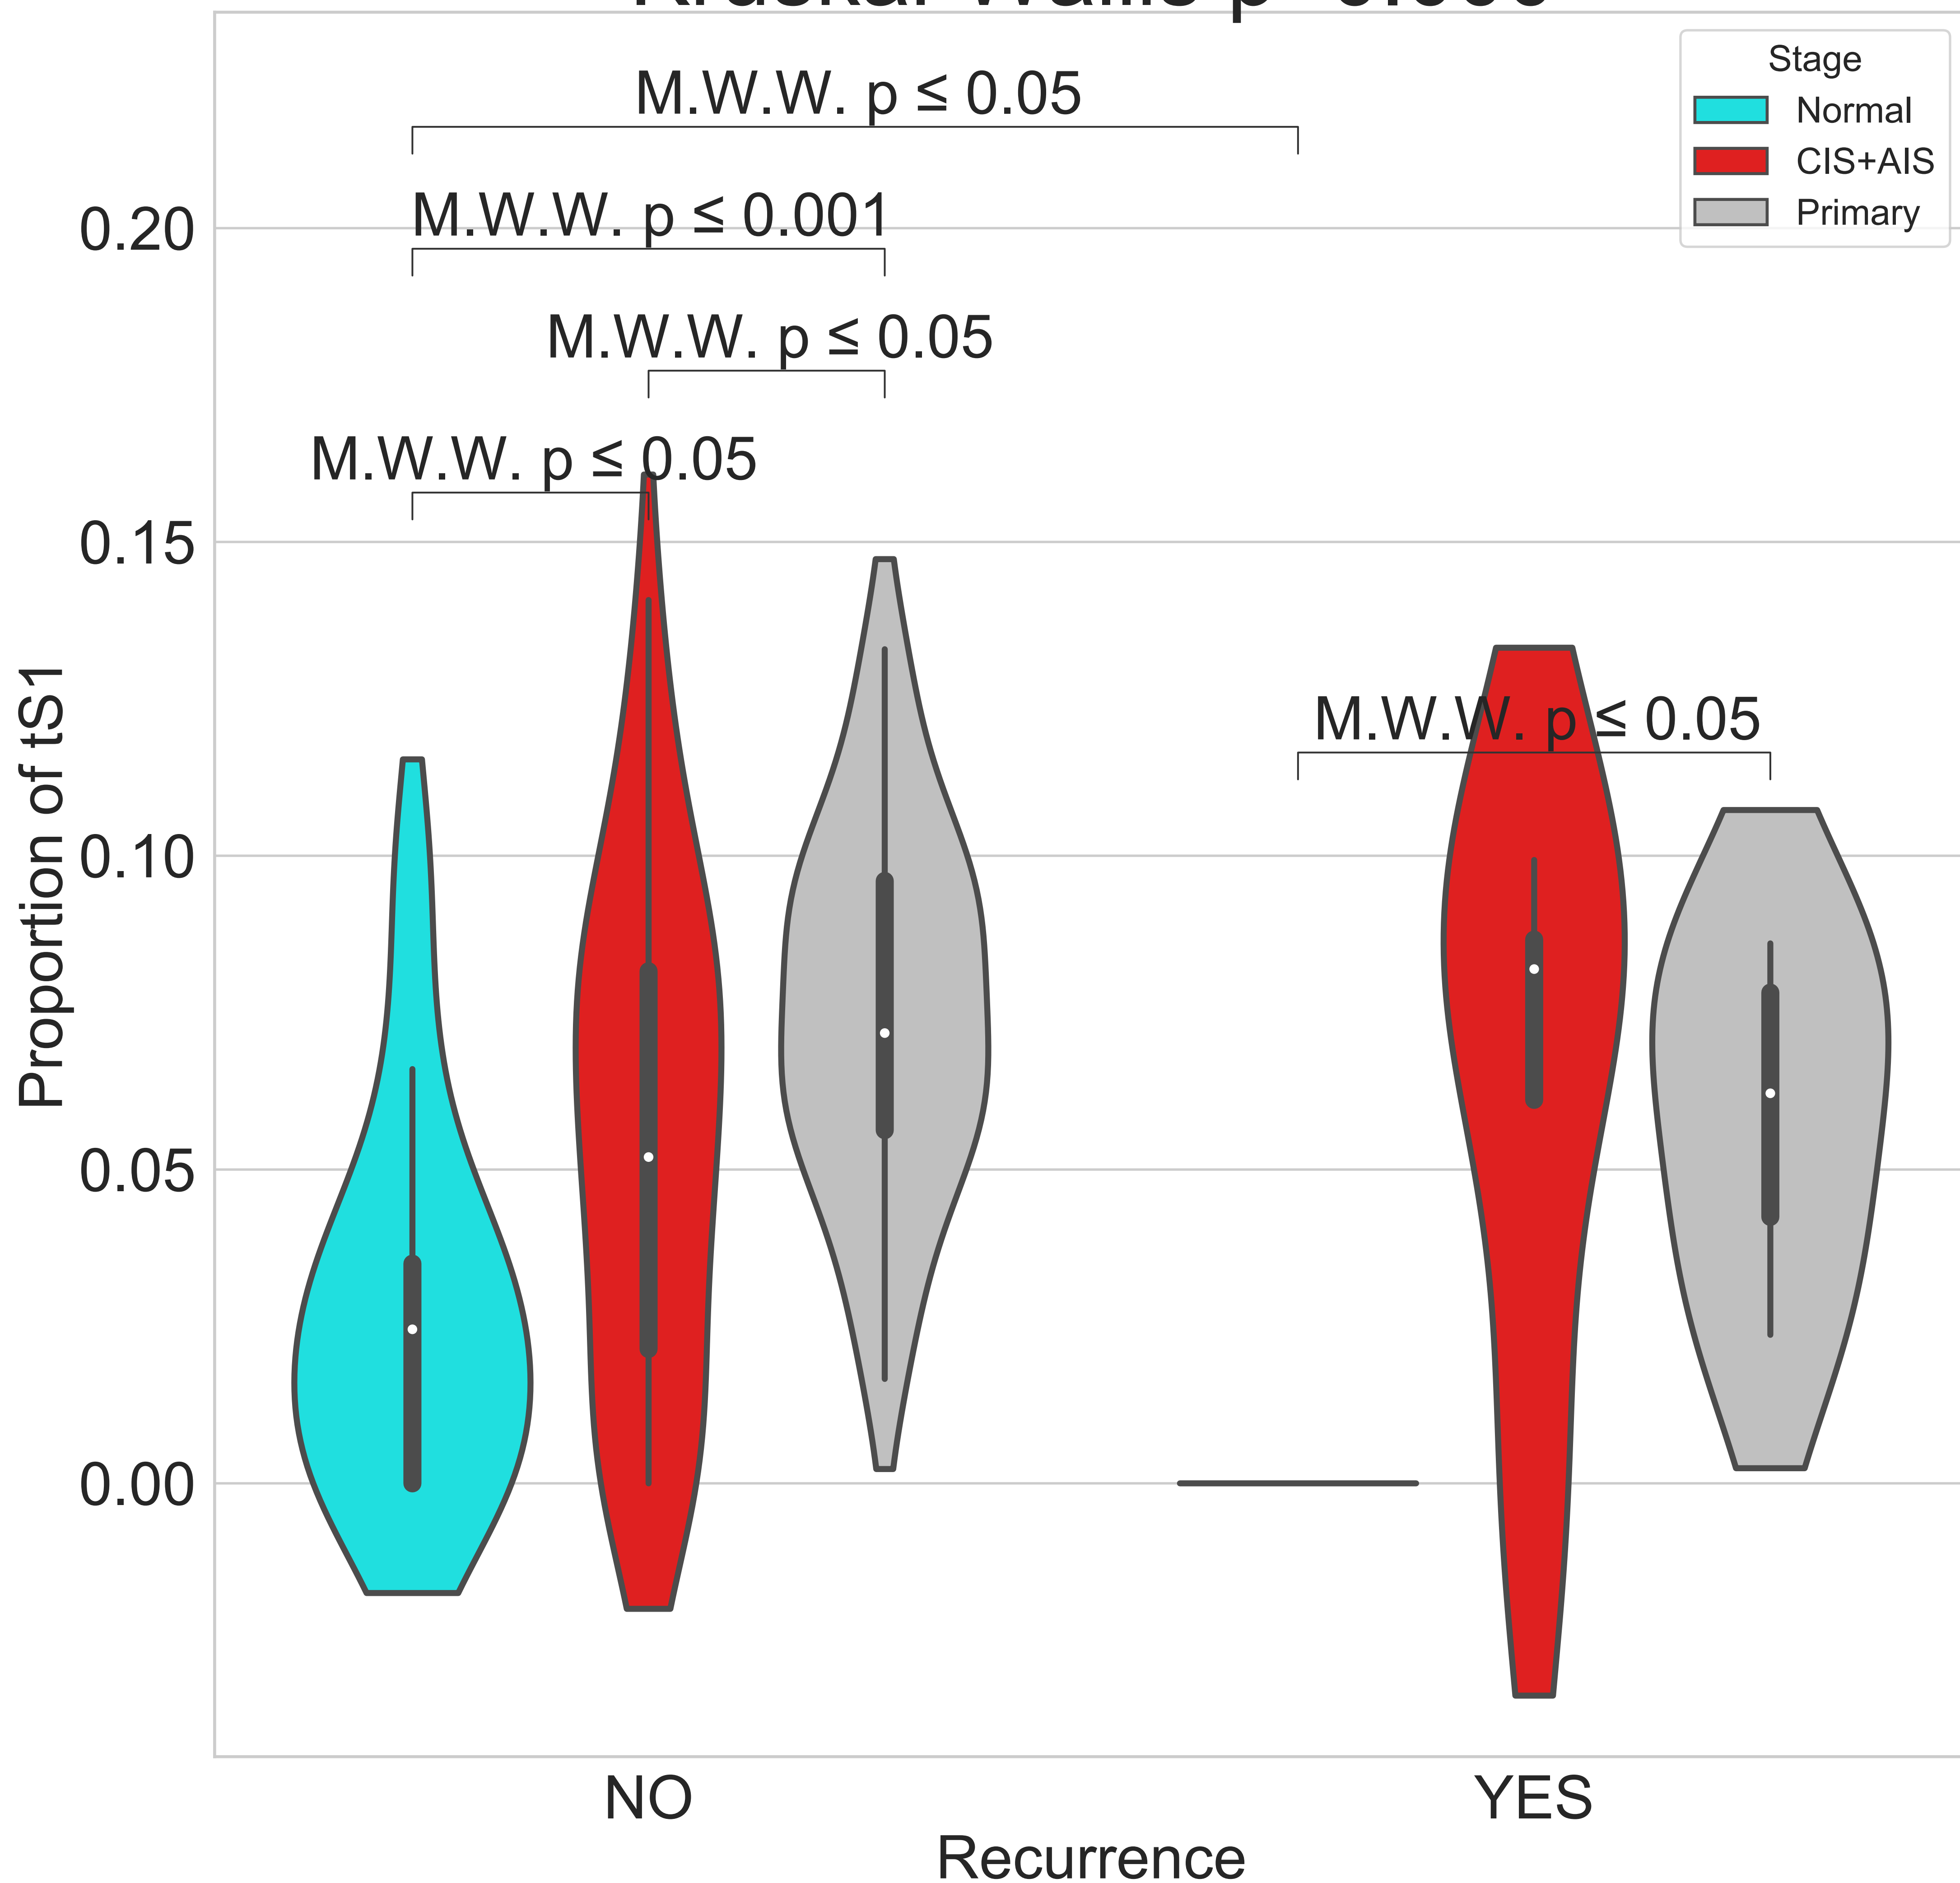 Stage
Normal
CIS+AIS
Primary
M.W.W. p ≤ 0.05
M.W.W. p ≤ 0.001
M.W.W. p ≤ 0.05
M.W.W. p ≤ 0.05
M.W.W. p ≤ 0.05
0.20
0.15
0.10
0.05
0.00
Proportion of tS1
NO
YES
Recurrence